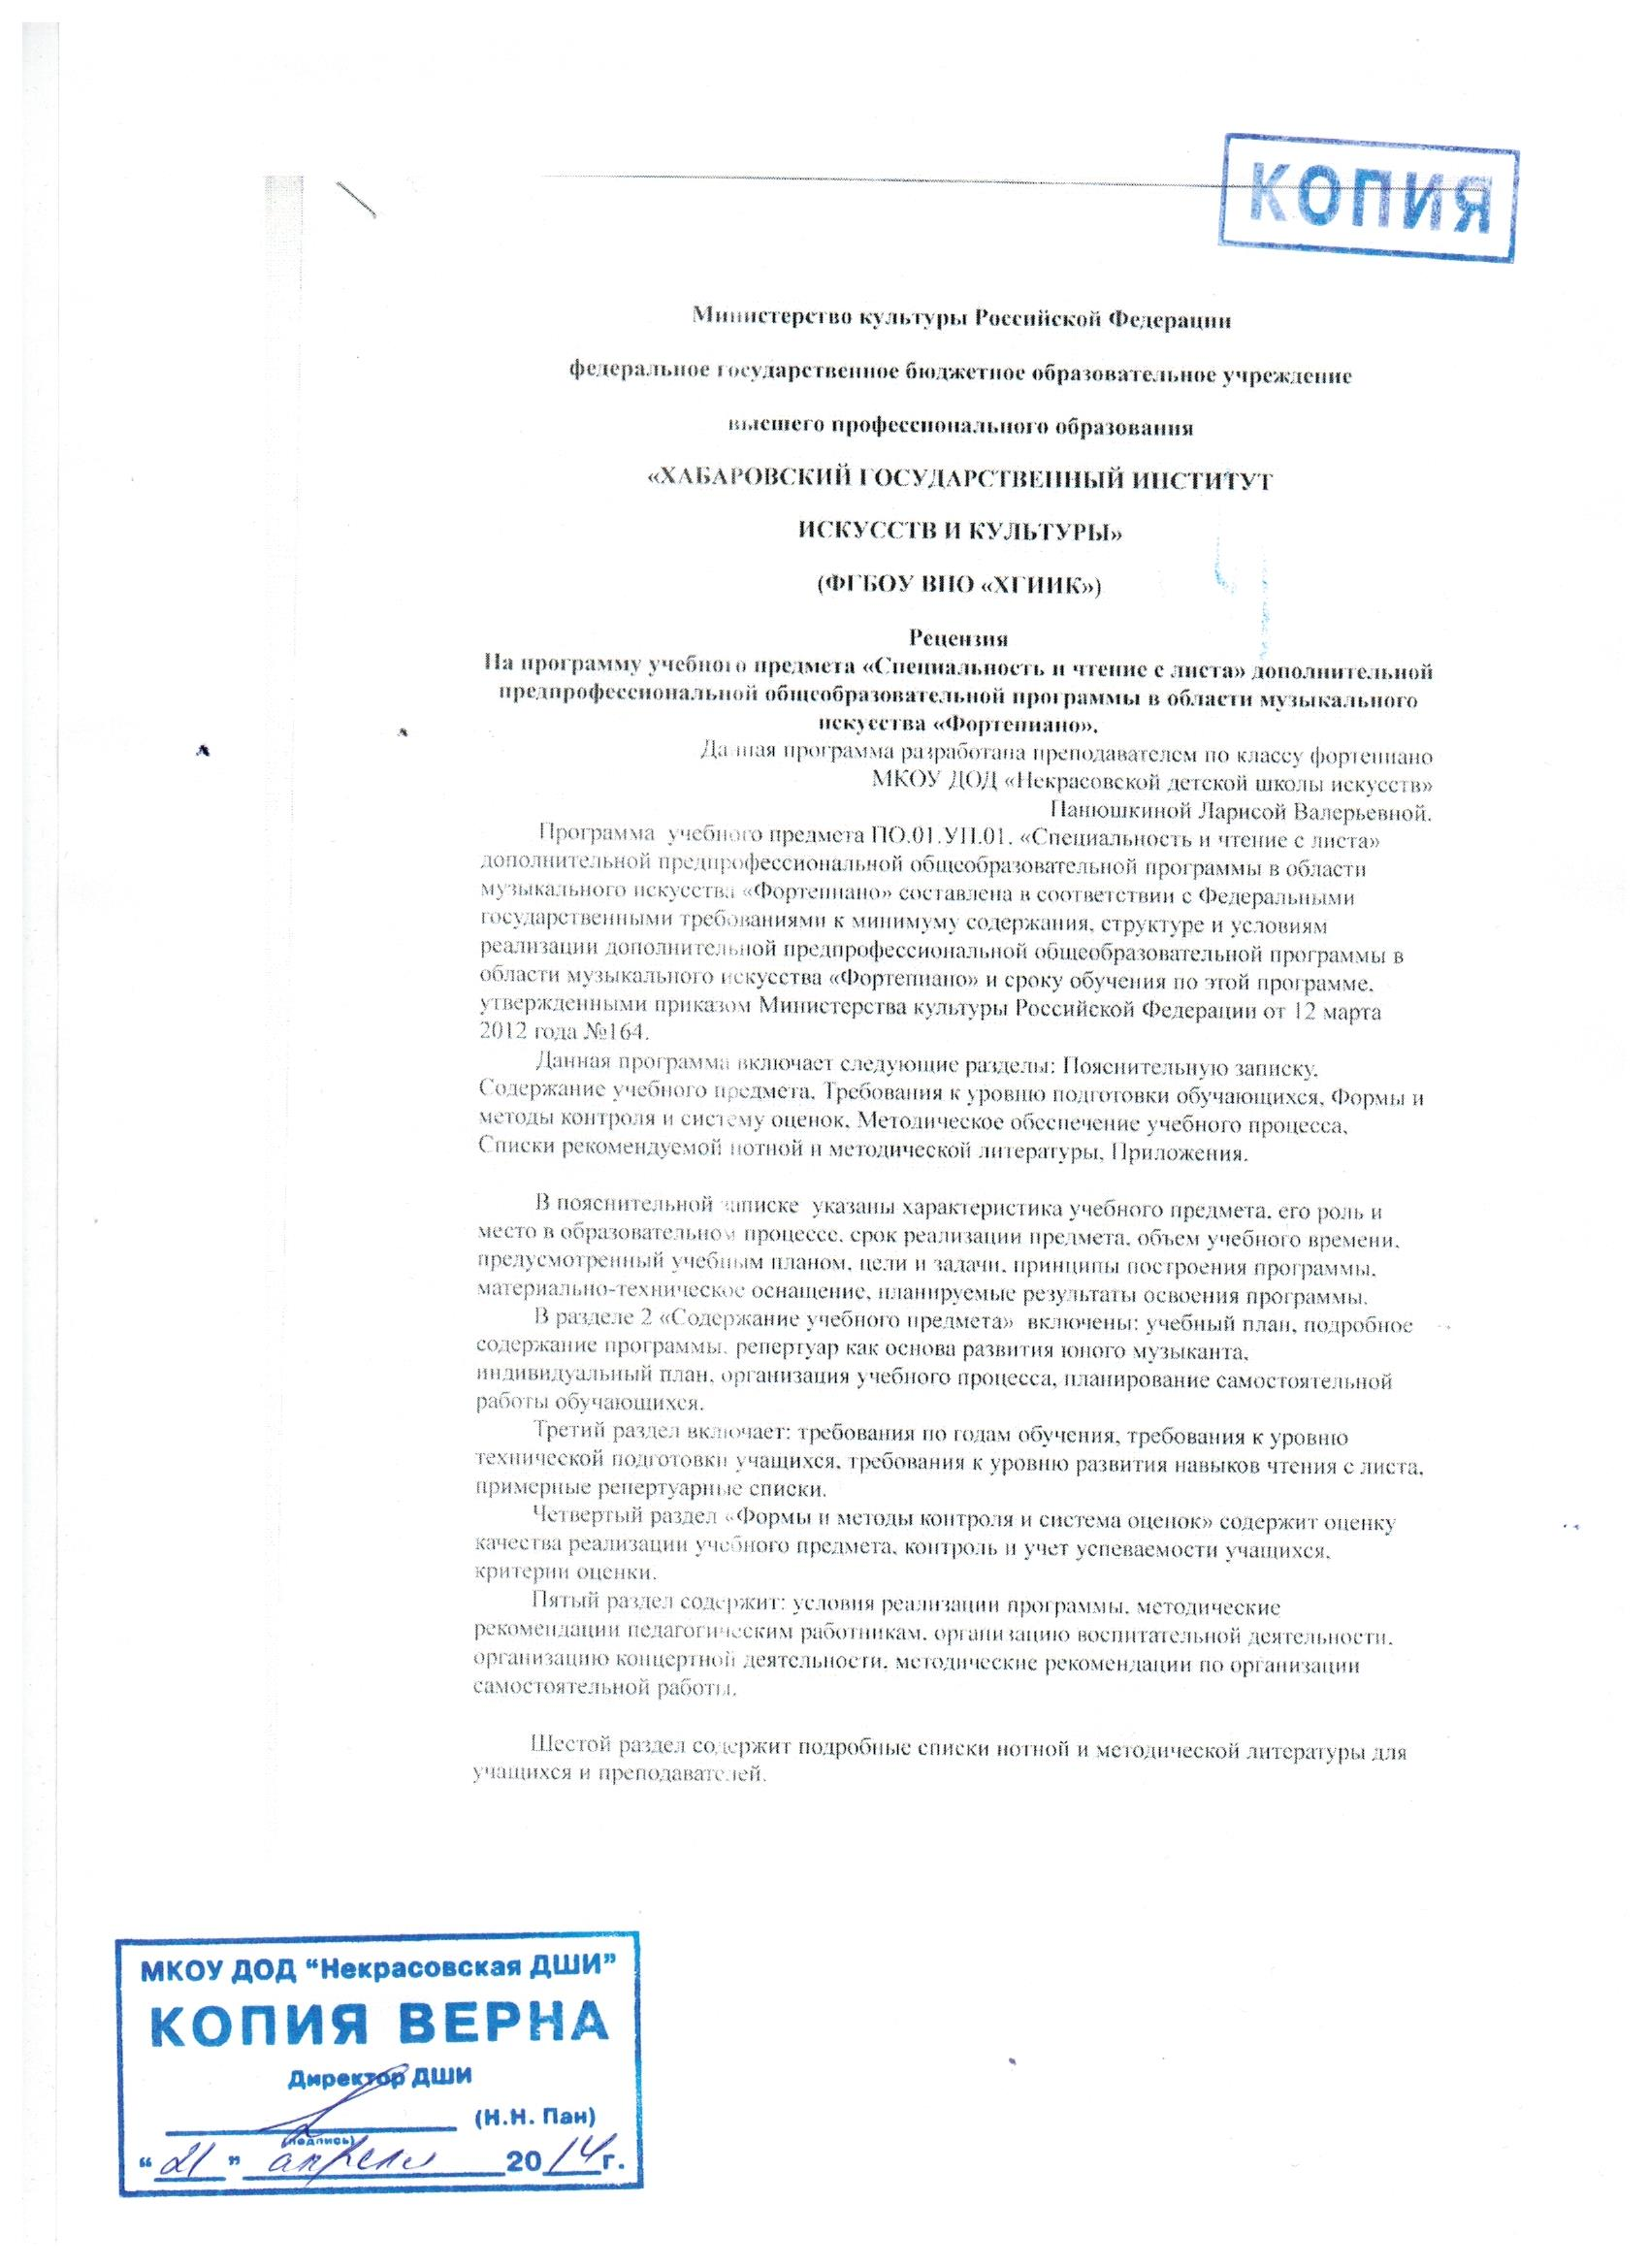 КОПИЯ
Министерство культуры Российской Федерации
федеральное государственное бюджетное образовательное учреждение
высшего профессионального образования
«ХАБАРОВСКИЙ ГОСУДАРСТВЕННЫЙ ИНСТИТУТ
ИСКУССТВ И КУЛЬТУРЫ»
(ФГБОУ ВПО «ХГИИК»)
Рецензия
На программу учебного предмета «Специальность и чтение с листа» дополнительной
предпрофессиональной общеобразовательной программы в области музыкального
искусства «Фортепиано».
Данная программа разработана преподавателем по классу фортепиано
МКОУ ДОД «Некрасовской детской школы искусств»
Панюшкиной Ларисой Валерьевной.
Программа учебного предмета ПО.01.УП.01. «Специальность и чтение с листа»
дополнительной предпрофессиональной общеобразовательной программы в области
музыкального искусства «Фортепиано» составлена в соответствии с Федеральными
государственными требованиями к минимуму содержания, структуре и условиям
реализации дополнительной предпрофессиональной общеобразовательной программы в
области музыкального искусства «Фортепиано» и сроку обучения по этой программе,
утвержденными приказом Министерства культуры Российской Федерации от 12 марта
2012 года №164.
Данная программа включает следующие разделы: Пояснительную записку,
Содержание учебного предмета, Требования к уровню подготовки обучающихся, Формы и
методы контроля и систему оценок, Методическое обеспечение учебного процесса,
Списки рекомендуемой нотной и методической литературы, Приложения.
В пояснительной записке указаны характеристика учебного предмета, его роль и
место в образовательном процессе, срок реализации предмета, объем учебного времени,
предусмотренный учебным планом, цели и задачи, принципы построения программы,
материально-техническое оснащение, планируемые результаты освоения программы.
В разделе 2 «Содержание учебного предмета» включены: учебный план, подробное
содержание программы, репертуар как основа развития юного музыканта,
индивидуальный план, организация учебного процесса, планирование самостоятельной
работы обучающихся.
Третий раздел включает: требования по годам обучения, требования к уровню
технической подготовки учащихся, требования к уровню развития навыков чтения с листа,
примерные репертуарные списки.
Четвертый раздел «Формы и методы контроля и система оценок» содержит оценку
качества реализации учебного предмета, контроль и учет успеваемости учащихся,
критерии оценки.
Пятый раздел содержит: условия реализации программы, методические
рекомендации педагогическим работникам, организацию воспитательной деятельности,
организацию концертной деятельности, методические рекомендации по организации
самостоятельной работы.
Шестой раздел содержит подробные списки нотной и методической литературы для
учащихся и преподавателей.
МКОУ ДОД “Некрасовская ДШИ”
КОПИЯ ВЕРНА
Директор ДШИ
(Н.Н. Пан)
(подпись)
“21” апреля 2014г.